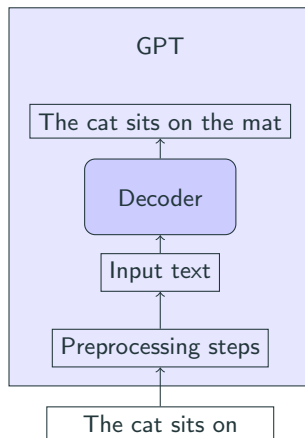 GPT
The cat sits on the mat
Decoder
Input text
Preprocessing steps
The cat sits on